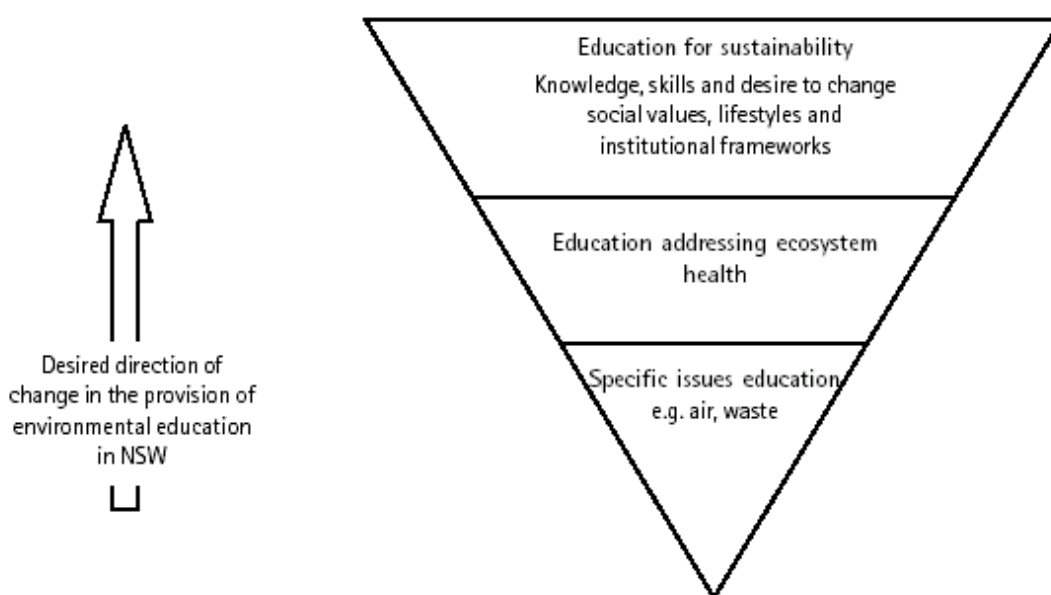 Education for sustainability
Knowledge, skills and desire to change
social values, lifestyles and
institutional frameworks
Education addressing ecosystem
health
Specific issues education
e.g. air, waste
Desired direction of
change in the provision of
environmental education
in NSW